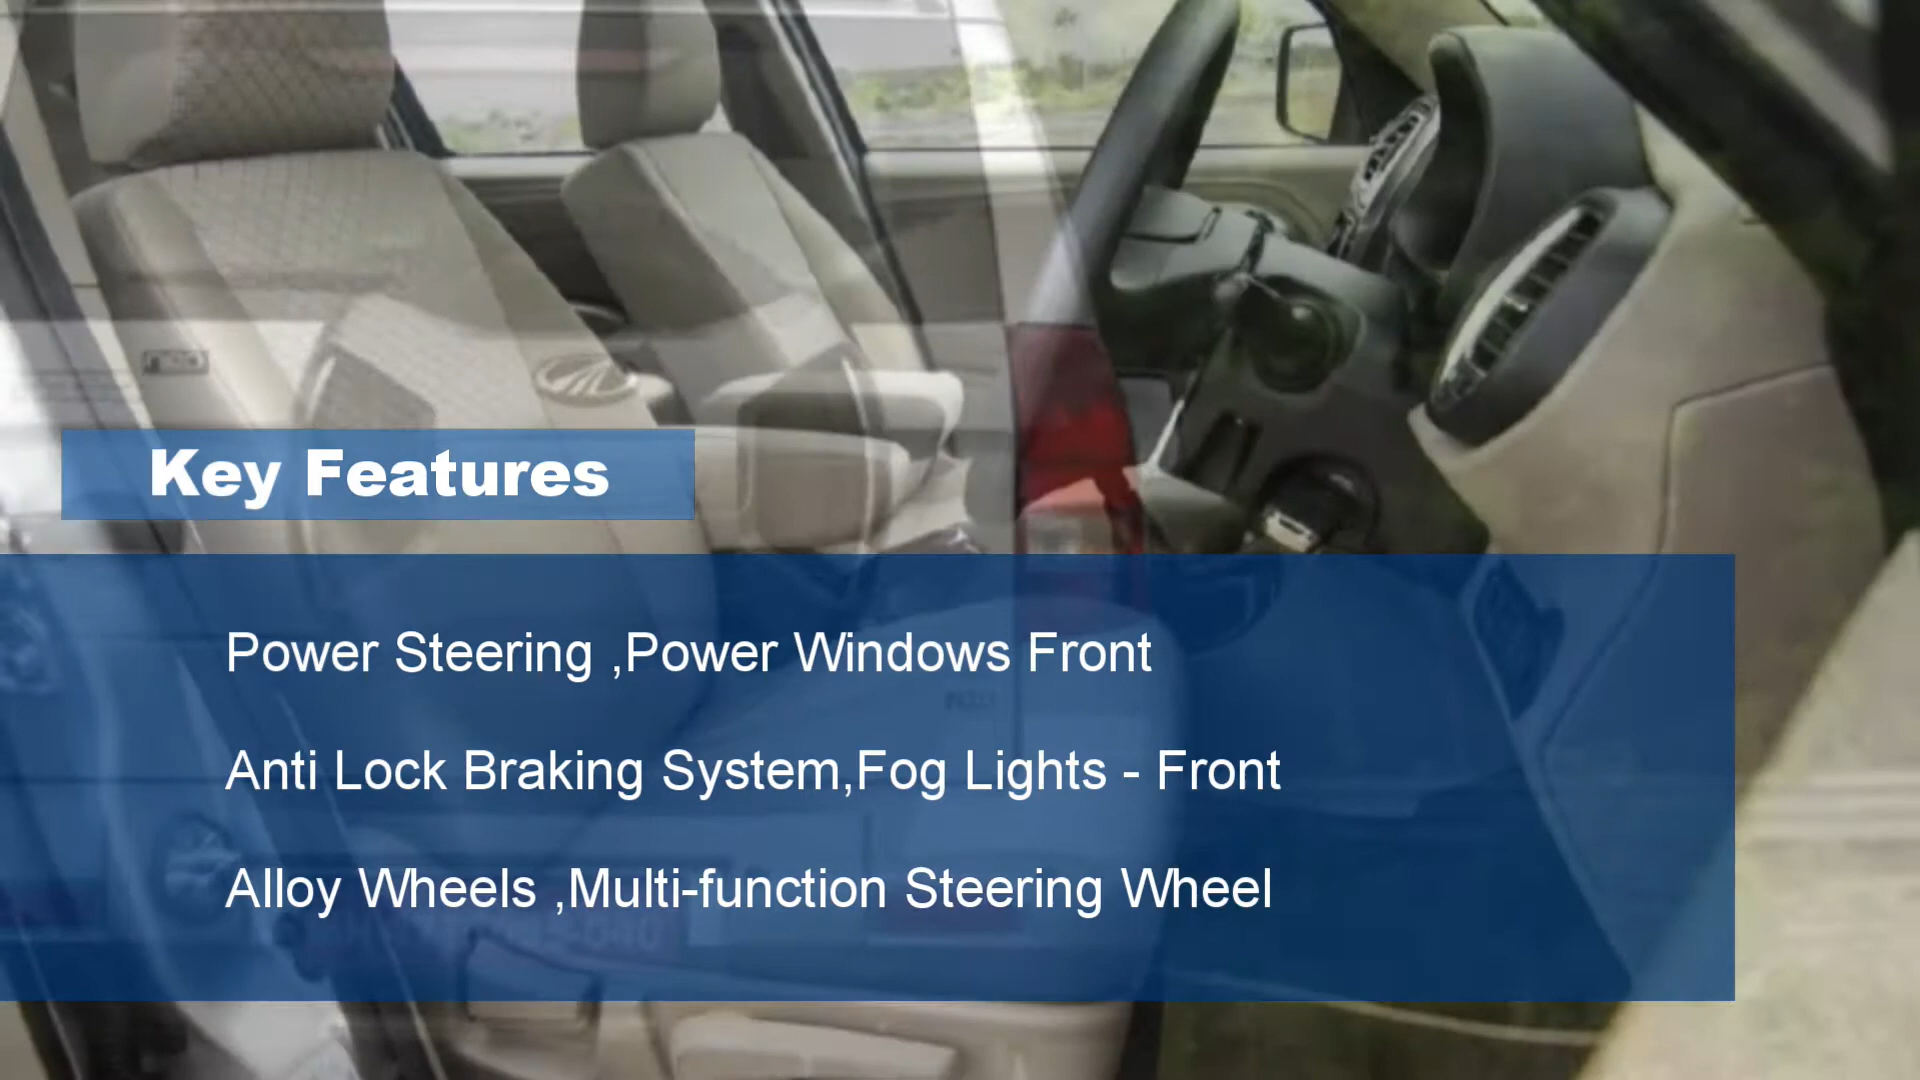 Key Features
Power Steering ,Power Windows Front
Anti Lock Braking System,Fog Lights - Front
Alloy Wheels ,Multi-function Steering Wheel